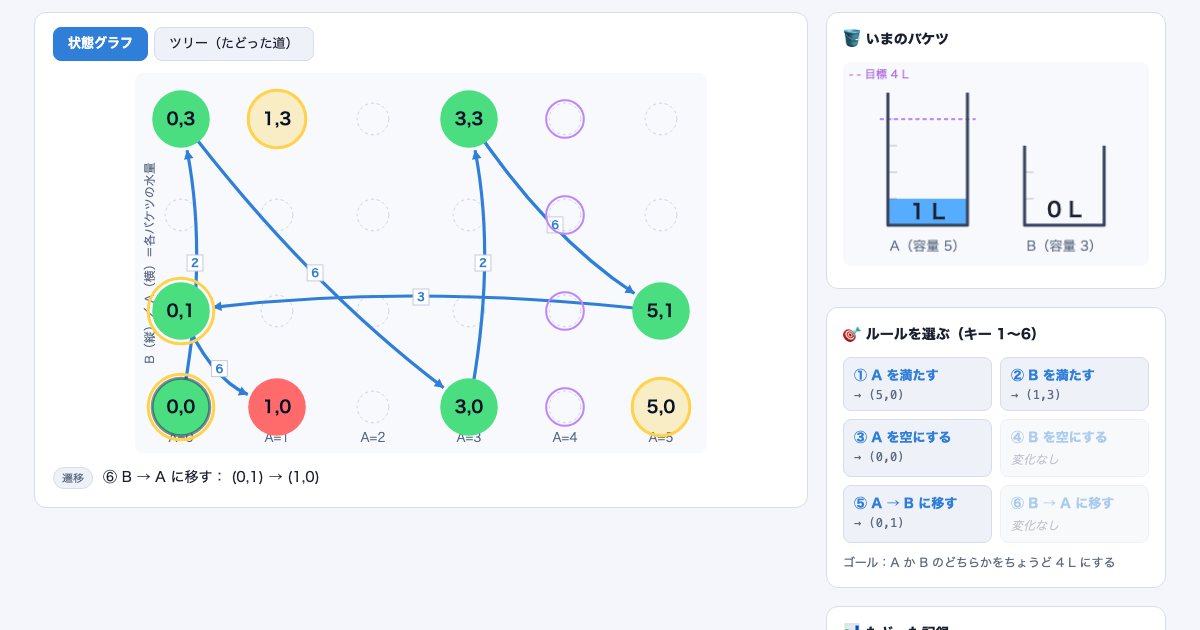 状態グラフ
ツリー（たどった道）
0,3
1,3
3,3
B（縦）/ A（横）＝各バケツの水量
6
2
6
2
3
0,1
5,1
6
0,0
1,0
3,0
5,0
A=1
A=2
A=3
A=4
A=5
遷移
⑥ B → A に移す： (0,1) → (1,0)
🪣 いまのバケツ
目標 4 L
1 L
0 L
A（容量 5）
B（容量 3）
🎯 ルールを選ぶ（キー 1〜6）
① A を満たす
→ (5,0)
② B を満たす
→ (1,3)
③ A を空にする
→ (0,0)
④ B を空にする
変化なし
⑤ A → B に移す
→ (0,1)
⑥ B → A に移す
変化なし
ゴール：A か B のどちらかをちょうど 4 L にする